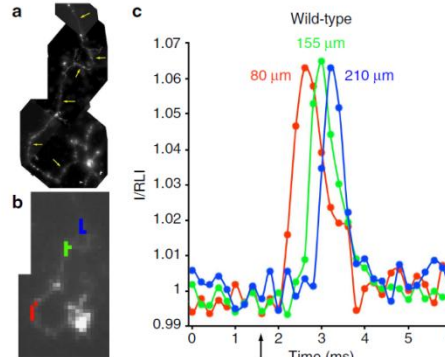 a
b
c
Wild-type
155 μm
80 μm
210 μm
I/RLI
1.07
1.06
1.05
1.04
1.03
1.02
1.01
1
0.99
0 1 2 3 4 5
Time (ms)